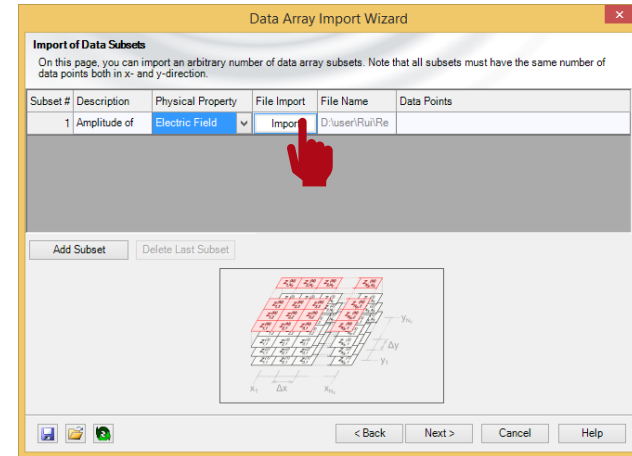 Data Array Import Wizard
Import of Data Subsets
On this page, you can import an arbitrary number of data array subsets. Note that all subsets must have the same number of
data points both in x- and y-direction.
Subset # Description Physical Property File Import File Name Data Points
1 Amplitude of Electric Field Import D:\user\Rui\Re
Add Subset Delete Last Subset
Δy
x₁ Δx
y₁
< Back Next > Cancel Help